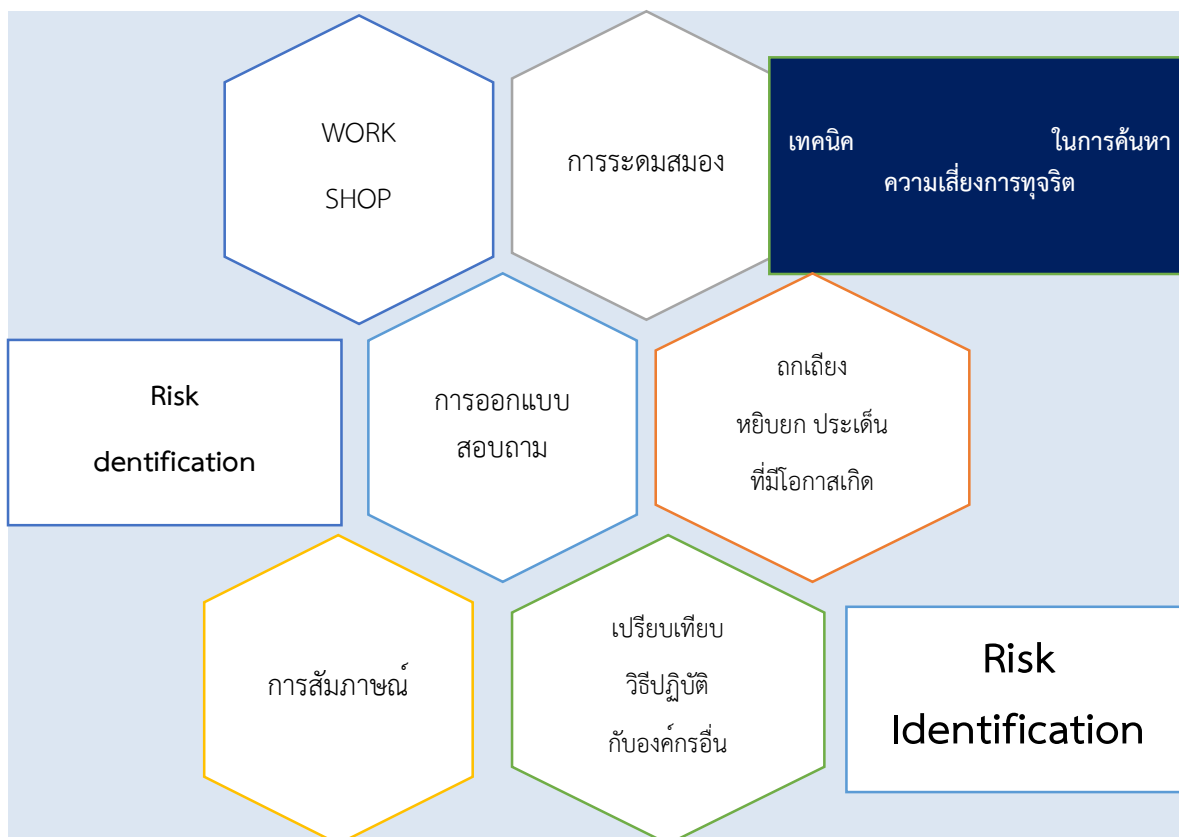 WORK
SHOP
การระดมสมอง
เทคนิค ในการค้นหา
ความเสี่ยงการทุจริต
Risk
dentification
การออกแบบ
สอบถาม
ถกเถียง
หยิบยก ประเด็น
ที่มีโอกาสเกิด
การสัมภาษณ์
เปรียบเทียบ
วิธีปฏิบัติ
กับองค์กรอื่น
Risk
Identification